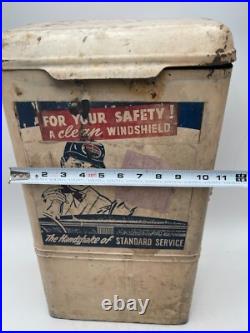 FOR YOUR SAFETY!
A clean WINDSHIELD
1 2 3 4 5 6 7 8 9 10 11
The Handshake of STANDARD SERVICE